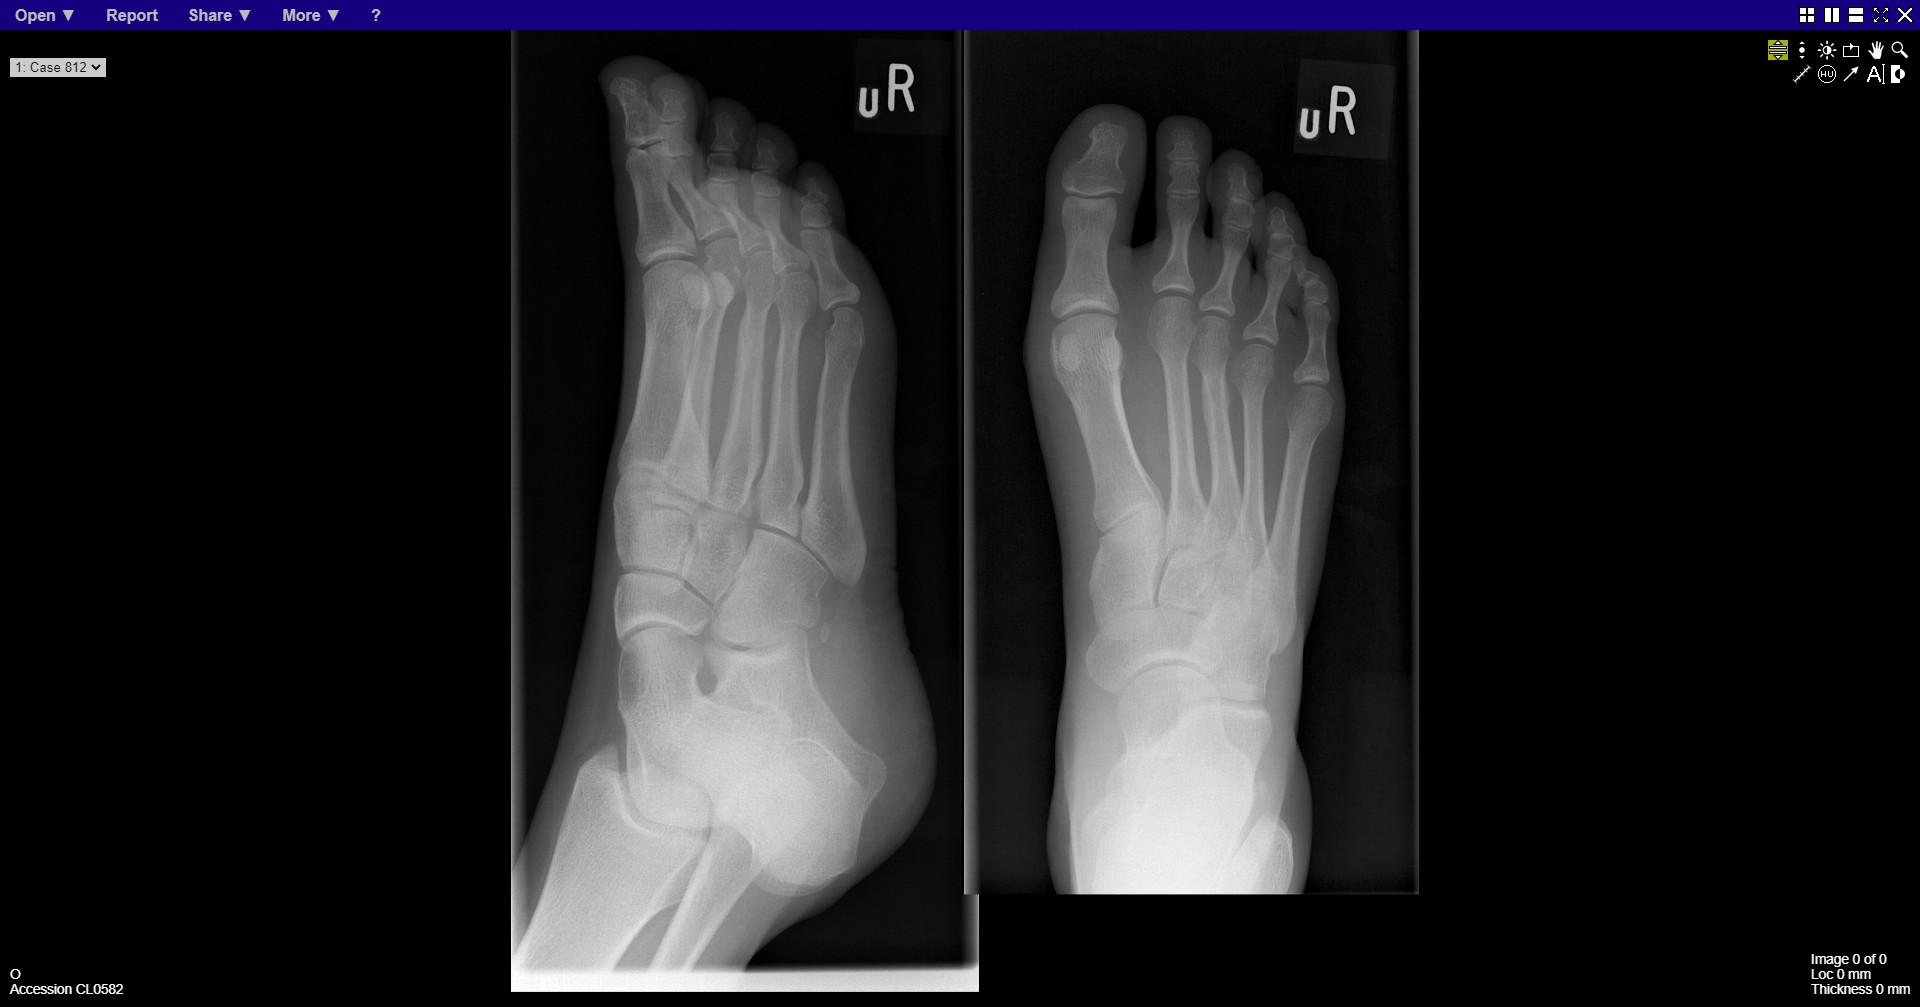 Open ▼ Report Share ▼ More ▼ ?
1: Case 812
HU
A
uR
uR
O
Accession CL0582
Image 0 of 0
Loc 0 mm
Thickness 0 mm